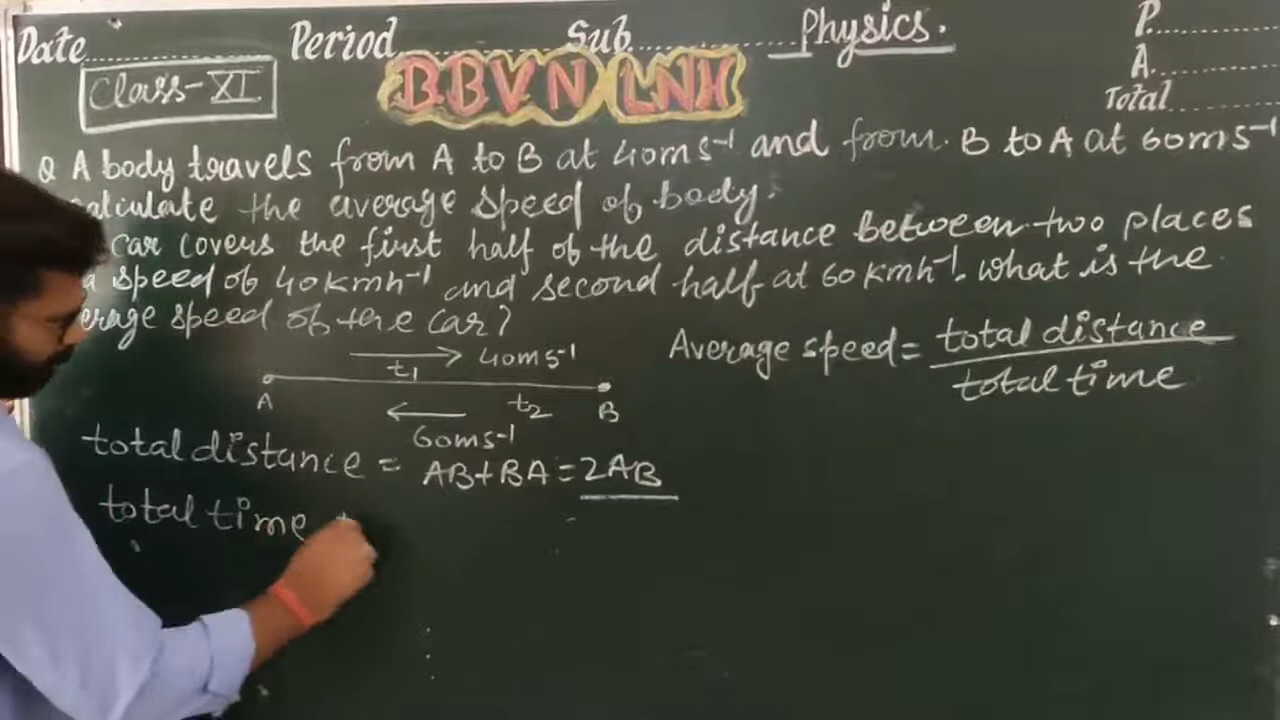 Date Period Sub. Physics. P.
A.
Class-XI BBVN LNH
Total
Q A body travels from A to B at 40ms⁻¹ and from. B to A at 60ms⁻¹
alculate the average speed of body.
car covers the first half of the distance between two places
a speed of 40kmh⁻¹ and second half at 60kmh⁻¹. what is the
erage speed of the car?
Average speed = total distance
total time
40ms⁻¹
t₁
A t₂ B
60ms⁻¹
total distance = AB+BA = 2AB
total time